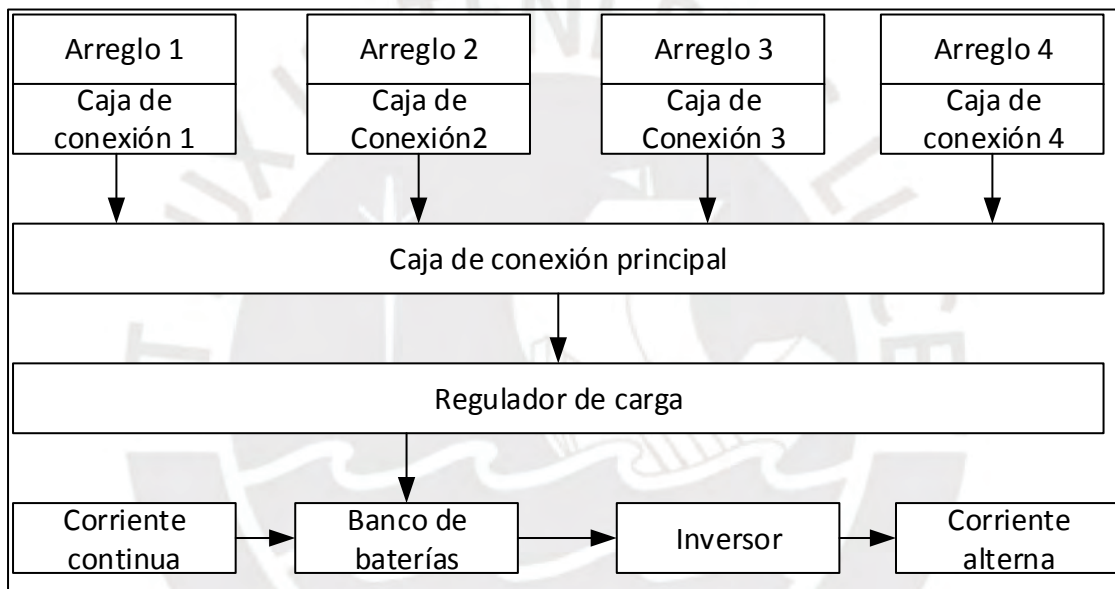 Arreglo 1
Caja de
conexión 1
Arreglo 2
Caja de
Conexión2
Arreglo 3
Caja de
Conexión 3
Arreglo 4
Caja de
conexión 4
Caja de conexión principal
Regulador de carga
Corriente
continua
Banco de
baterías
Inversor
Corriente
alterna